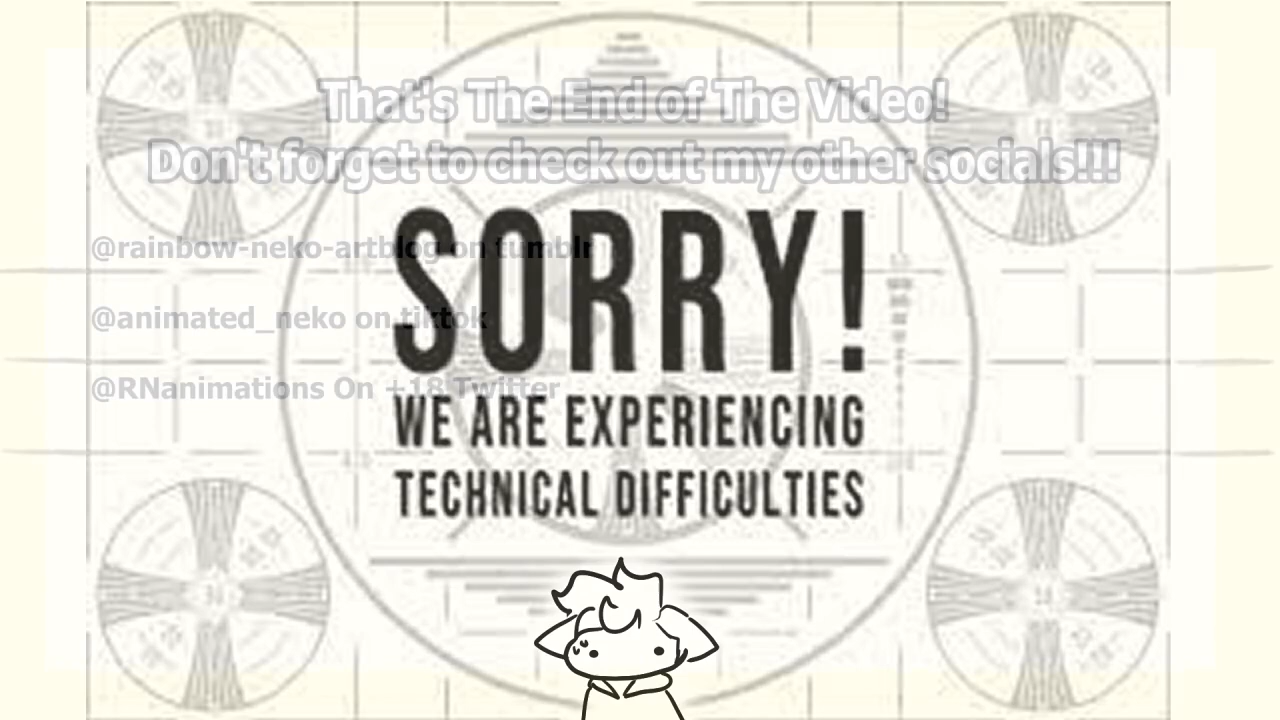 That's The End of The Video!
Don't forget to check out my other socials!!!
SORRY!
@rainbow-neko-artblog on tumblr
@animated_neko on tiktok
@RNanimations On +18 Twitter
WE ARE EXPERIENCING
TECHNICAL DIFFICULTIES